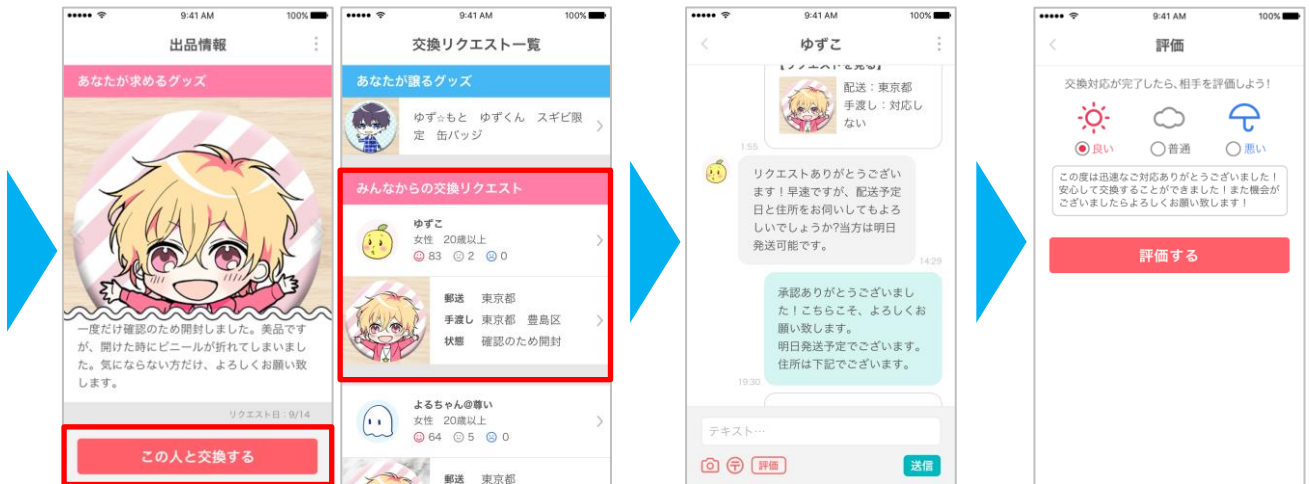 9:41 AM
100%
出品情報
あなたが求めるグッズ
一度だけ確認のため開封しました。美品です
が、開けた時にビニールが折れてしまいまし
た。気にならない方だけ、よろしくお願い致
します。
リクエスト日：9/14
この人と交換する
9:41 AM
100%
交換リクエスト一覧
あなたが譲るグッズ
ゆず☆もと ゆずくん スギビ限
定 缶バッジ
みんなからの交換リクエスト
ゆずこ
女性 20歳以上
83 2 0
郵送 東京都
手渡し 東京都 豊島区
状態 確認のため開封
よるちゃん@尊い
女性 20歳以上
64 5 0
郵送 東京都
9:41 AM
100%
ゆずこ
【リクエストを見る】
配送：東京都
手渡し：対応し
ない
1:55
リクエストありがとうござい
ます！早速ですが、配送予定
日と住所をお伺いしてもよろ
しいでしょうか?当方は明日
発送可能です。
14:29
承認ありがとうございまし
た！こちらこそ、よろしくお
願い致します。
明日発送予定でございます。
住所は下記でございます。
19:30
テキスト…
評価
送信
9:41 AM
100%
評価
交換対応が完了したら、相手を評価しよう！
良い
普通
悪い
この度は迅速なご対応ありがとうございました！
安心して交換することができました！また機会が
ございましたらよろしくお願い致します！
評価する